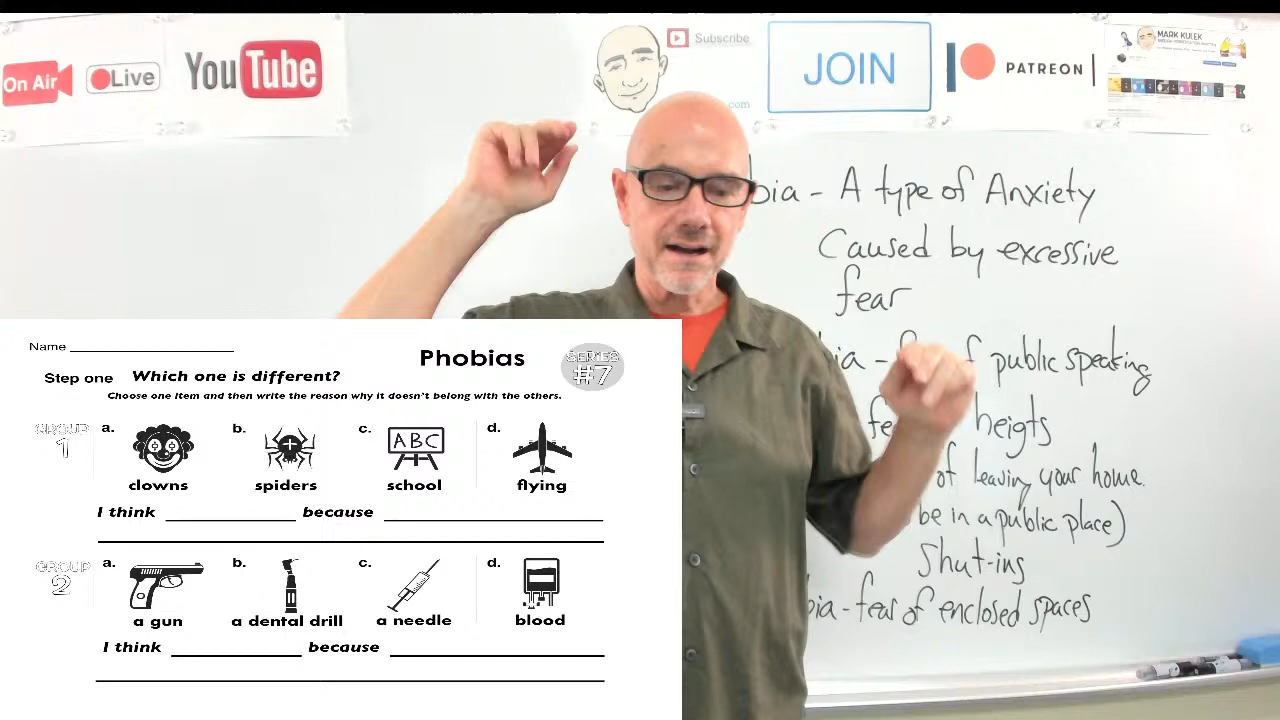 On Air
Live
YouTube
Subscribe
.com
JOIN
PATREON
MARK KULEK
bia - A type of Anxiety
Caused by excessive
fear
ia - f of public speaking
fe heigts
of leaving your home.
be in a public place)
Shut-ins
bia - fear of enclosed spaces
Name
Phobias
SERIES
#7
Step one Which one is different?
Choose one item and then write the reason why it doesn't belong with the others.
GROUP
1
a. b. c. d.
ABC
clowns spiders school flying
I think because
GROUP
2
a. b. c. d.
a gun a dental drill a needle blood
I think because